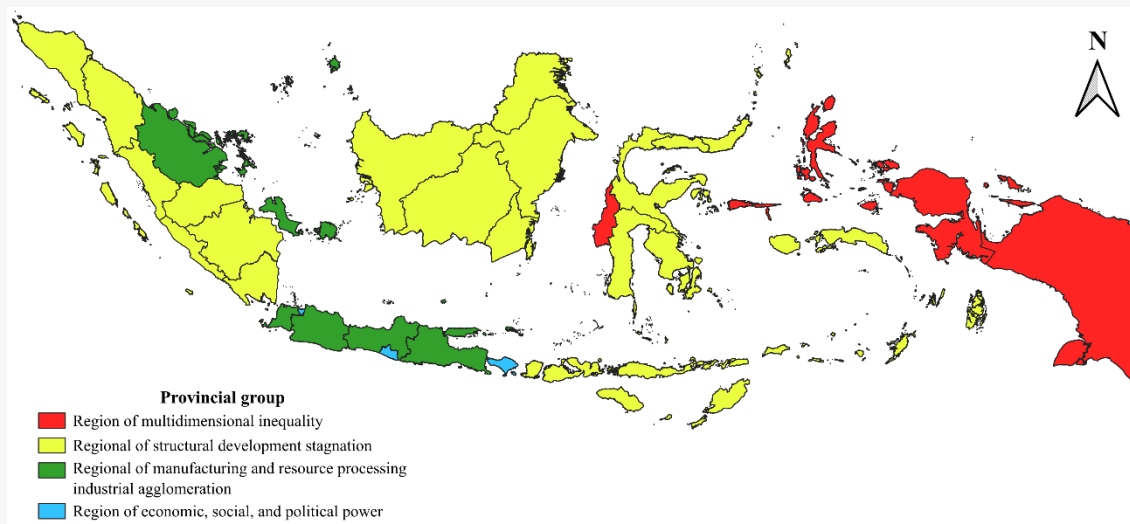 N
Provincial group
Region of multidimensional inequality
Regional of structural development stagnation
Regional of manufacturing and resource processing
industrial agglomeration
Region of economic, social, and political power